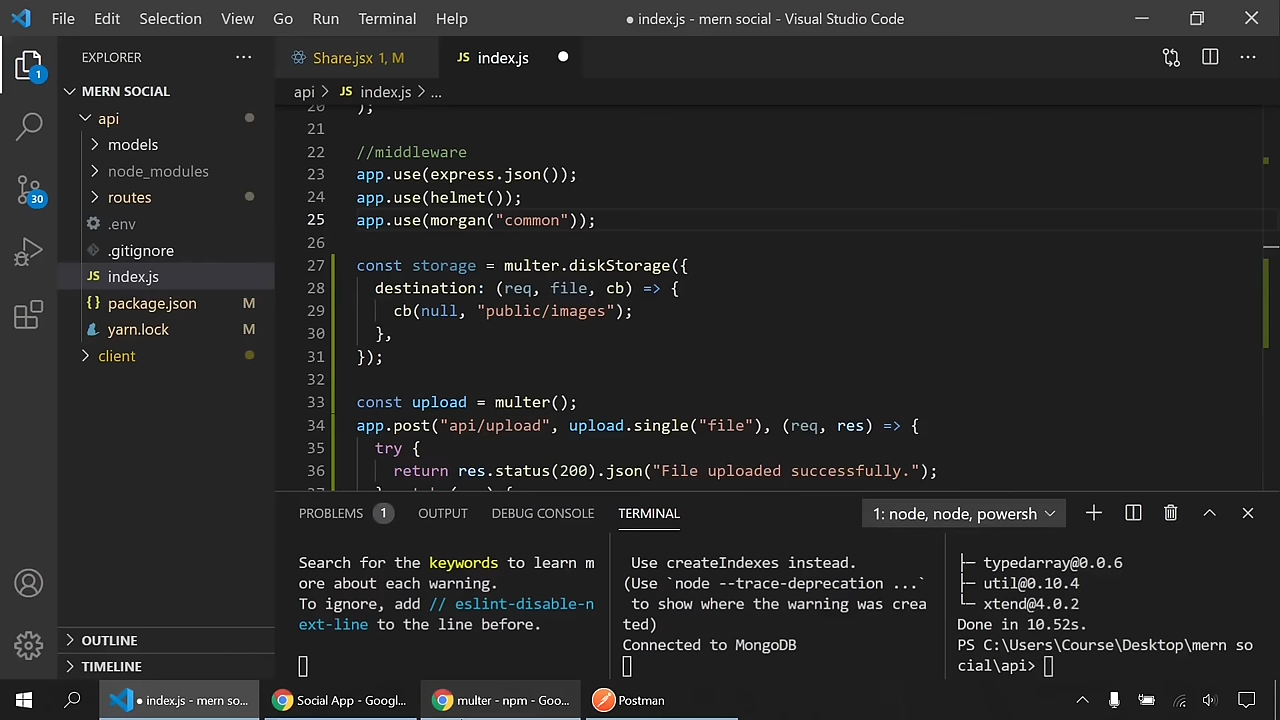 File Edit Selection View Go Run Terminal Help
● index.js - mern social - Visual Studio Code
EXPLORER
Share.jsx 1, M
JS index.js
MERN SOCIAL
api > JS index.js > ...
api
models
node_modules
routes
.env
.gitignore
JS index.js
{} package.json M
yarn.lock M
client
OUTLINE
TIMELINE
1
30
20 );
21
22 //middleware
23 app.use(express.json());
24 app.use(helmet());
25 app.use(morgan("common"));
26
27 const storage = multer.diskStorage({
28 destination: (req, file, cb) => {
29 cb(null, "public/images");
30 },
31 });
32
33 const upload = multer();
34 app.post("api/upload", upload.single("file"), (req, res) => {
35 try {
36 return res.status(200).json("File uploaded successfully.");
PROBLEMS 1 OUTPUT DEBUG CONSOLE TERMINAL
1: node, node, powersh
Search for the keywords to learn m
ore about each warning.
To ignore, add // eslint-disable-n
ext-line to the line before.
Use createIndexes instead.
(Use `node --trace-deprecation ...`
to show where the warning was crea
ted)
Connected to MongoDB
├─ typedarray@0.0.6
├─ util@0.10.4
└─ xtend@4.0.2
Done in 10.52s.
PS C:\Users\Course\Desktop\mern so
cial\api>
● index.js - mern so...
Social App - Googl...
multer - npm - Goo...
Postman